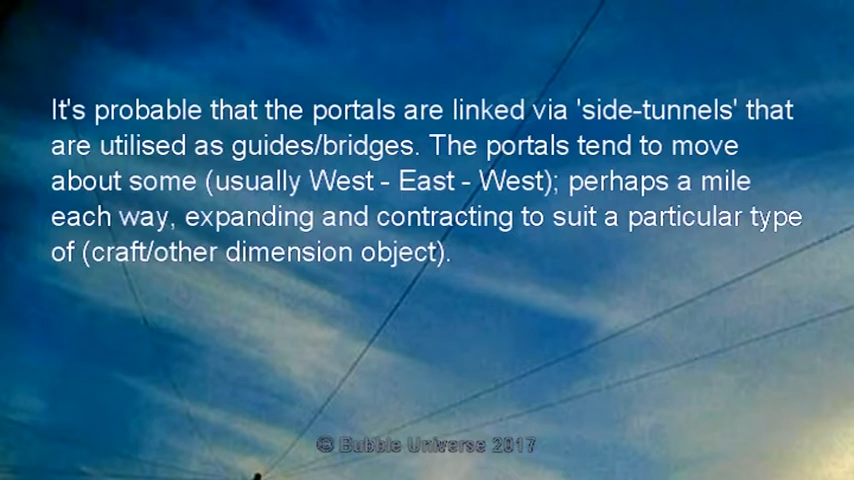 It's probable that the portals are linked via 'side-tunnels' that
are utilised as guides/bridges. The portals tend to move
about some (usually West - East - West); perhaps a mile
each way, expanding and contracting to suit a particular type
of (craft/other dimension object).
© Bubble Universe 2017